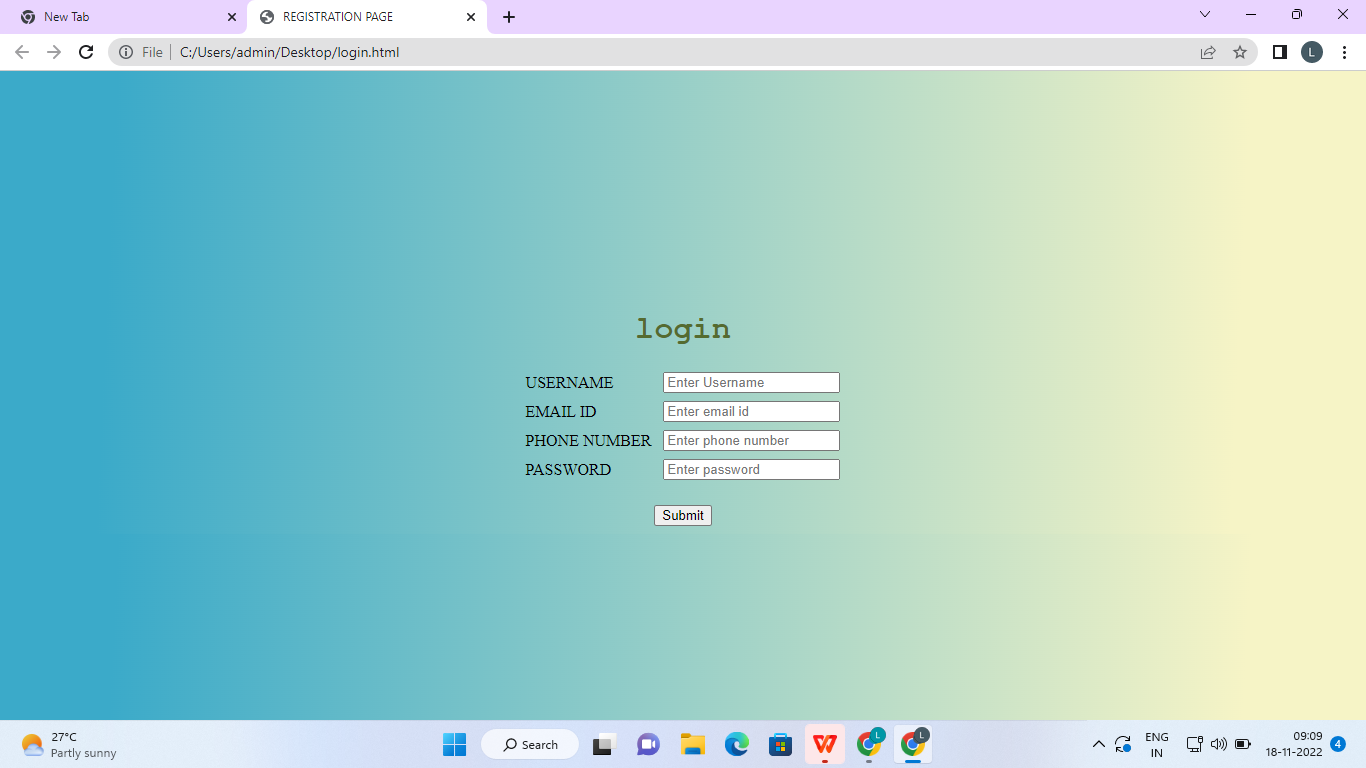 New Tab
REGISTRATION PAGE
File
C:/Users/admin/Desktop/login.html
L
login
USERNAME Enter Username
EMAIL ID Enter email id
PHONE NUMBER Enter phone number
PASSWORD Enter password
Submit
27°C
Partly sunny
Search
L
L
ENG
IN
09:09
18-11-2022
4